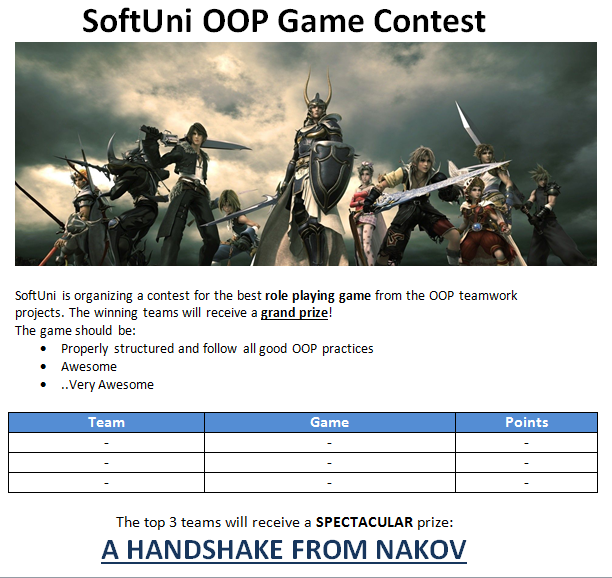 SoftUni OOP Game Contest
SoftUni is organizing a contest for the best role playing game from the OOP teamwork
projects. The winning teams will receive a grand prize!
The game should be:
• Properly structured and follow all good OOP practices
• Awesome
• ..Very Awesome
Team Game Points
- - -
- - -
- - -
The top 3 teams will receive a SPECTACULAR prize:
A HANDSHAKE FROM NAKOV